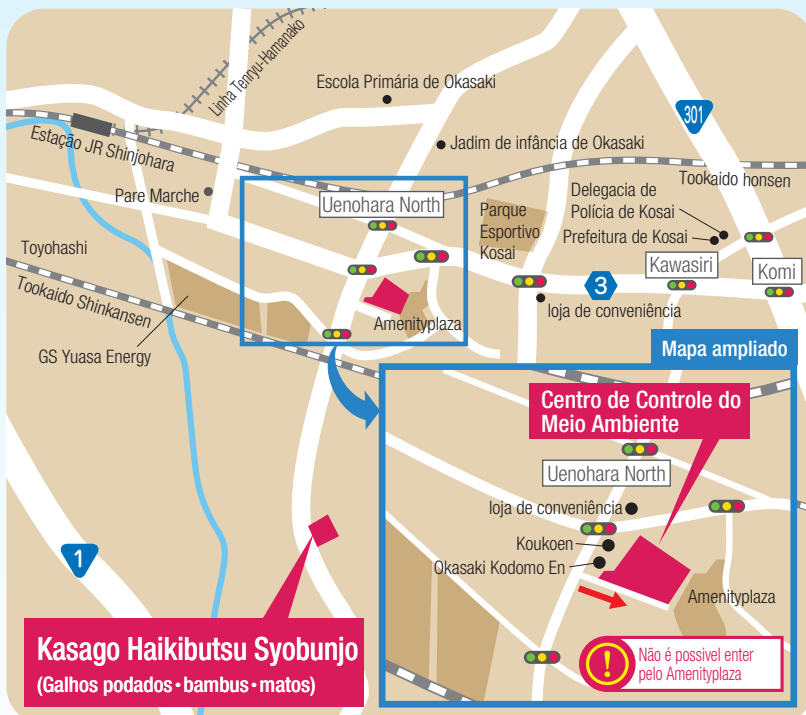 Linha Tenryu-Hamanako
Escola Primária de Okasaki
301
Estação JR Shinjohara
Jadim de infância de Okasaki
Tookaido honsen
Pare Marche
Uenohara North
Parque
Esportivo
Kosai
Delegacia de
Polícia de Kosai
Prefeitura de Kosai
Toyohashi
Kawasiri
Komi
Tookaido Shinkansen
3
loja de conveniência
Amenityplaza
GS Yuasa Energy
Mapa ampliado
Centro de Controle do
Meio Ambiente
Uenohara North
loja de conveniência
Koukoen
Okasaki Kodomo En
Amenityplaza
1
Kasago Haikibutsu Syobunjo
(Galhos podados・bambus・matos)
!
Não é possivel enter
pelo Amenityplaza